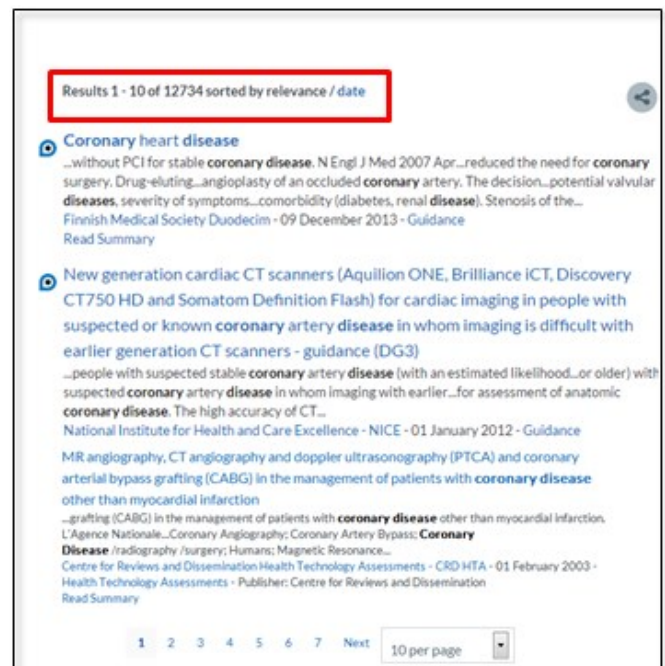 Results 1 - 10 of 12734 sorted by relevance / date
Coronary heart disease
...without PCI for stable coronary disease. N Engl J Med 2007 Apr...reduced the need for coronary
surgery. Drug-eluting...angioplasty of an occluded coronary artery. The decision...potential valvular
diseases, severity of symptoms...comorbidity (diabetes, renal disease). Stenosis of the...
Finnish Medical Society Duodecim - 09 December 2013 - Guidance
Read Summary
New generation cardiac CT scanners (Aquilion ONE, Brilliance iCT, Discovery
CT750 HD and Somatom Definition Flash) for cardiac imaging in people with
suspected or known coronary artery disease in whom imaging is difficult with
earlier generation CT scanners - guidance (DG3)
...people with suspected stable coronary artery disease (with an estimated likelihood...or older) with
suspected coronary artery disease in whom imaging with earlier...for assessment of anatomic
coronary disease. The high accuracy of CT...
National Institute for Health and Care Excellence - NICE - 01 January 2012 - Guidance
MR angiography, CT angiography and doppler ultrasonography (PTCA) and coronary
arterial bypass grafting (CABG) in the management of patients with coronary disease
other than myocardial infarction
...grafting (CABG) in the management of patients with coronary disease other than myocardial infarction.
L'Agence Nationale...Coronary Angiography; Coronary Artery Bypass; Coronary
Disease /radiography /surgery; Humans; Magnetic Resonance...
Centre for Reviews and Dissemination Health Technology Assessments - CRD HTA - 01 February 2003 -
Health Technology Assessments - Publisher: Centre for Reviews and Dissemination
Read Summary
1 2 3 4 5 6 7 Next 10 per page